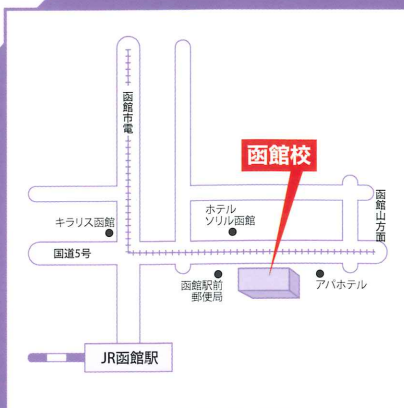 函館市電
函館校
函館山方面
キラリス函館
ホテル
ソリル函館
国道5号
函館駅前
郵便局
アパホテル
JR函館駅